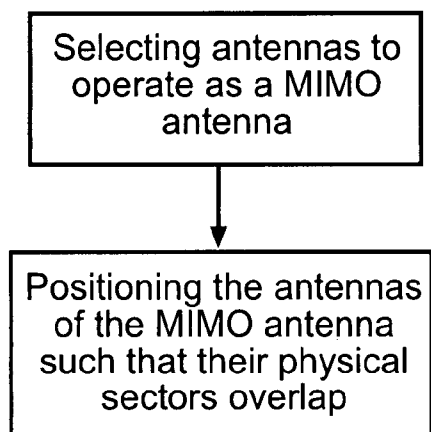 Selecting antennas to
operate as a MIMO
antenna
Positioning the antennas
of the MIMO antenna
such that their physical
sectors overlap